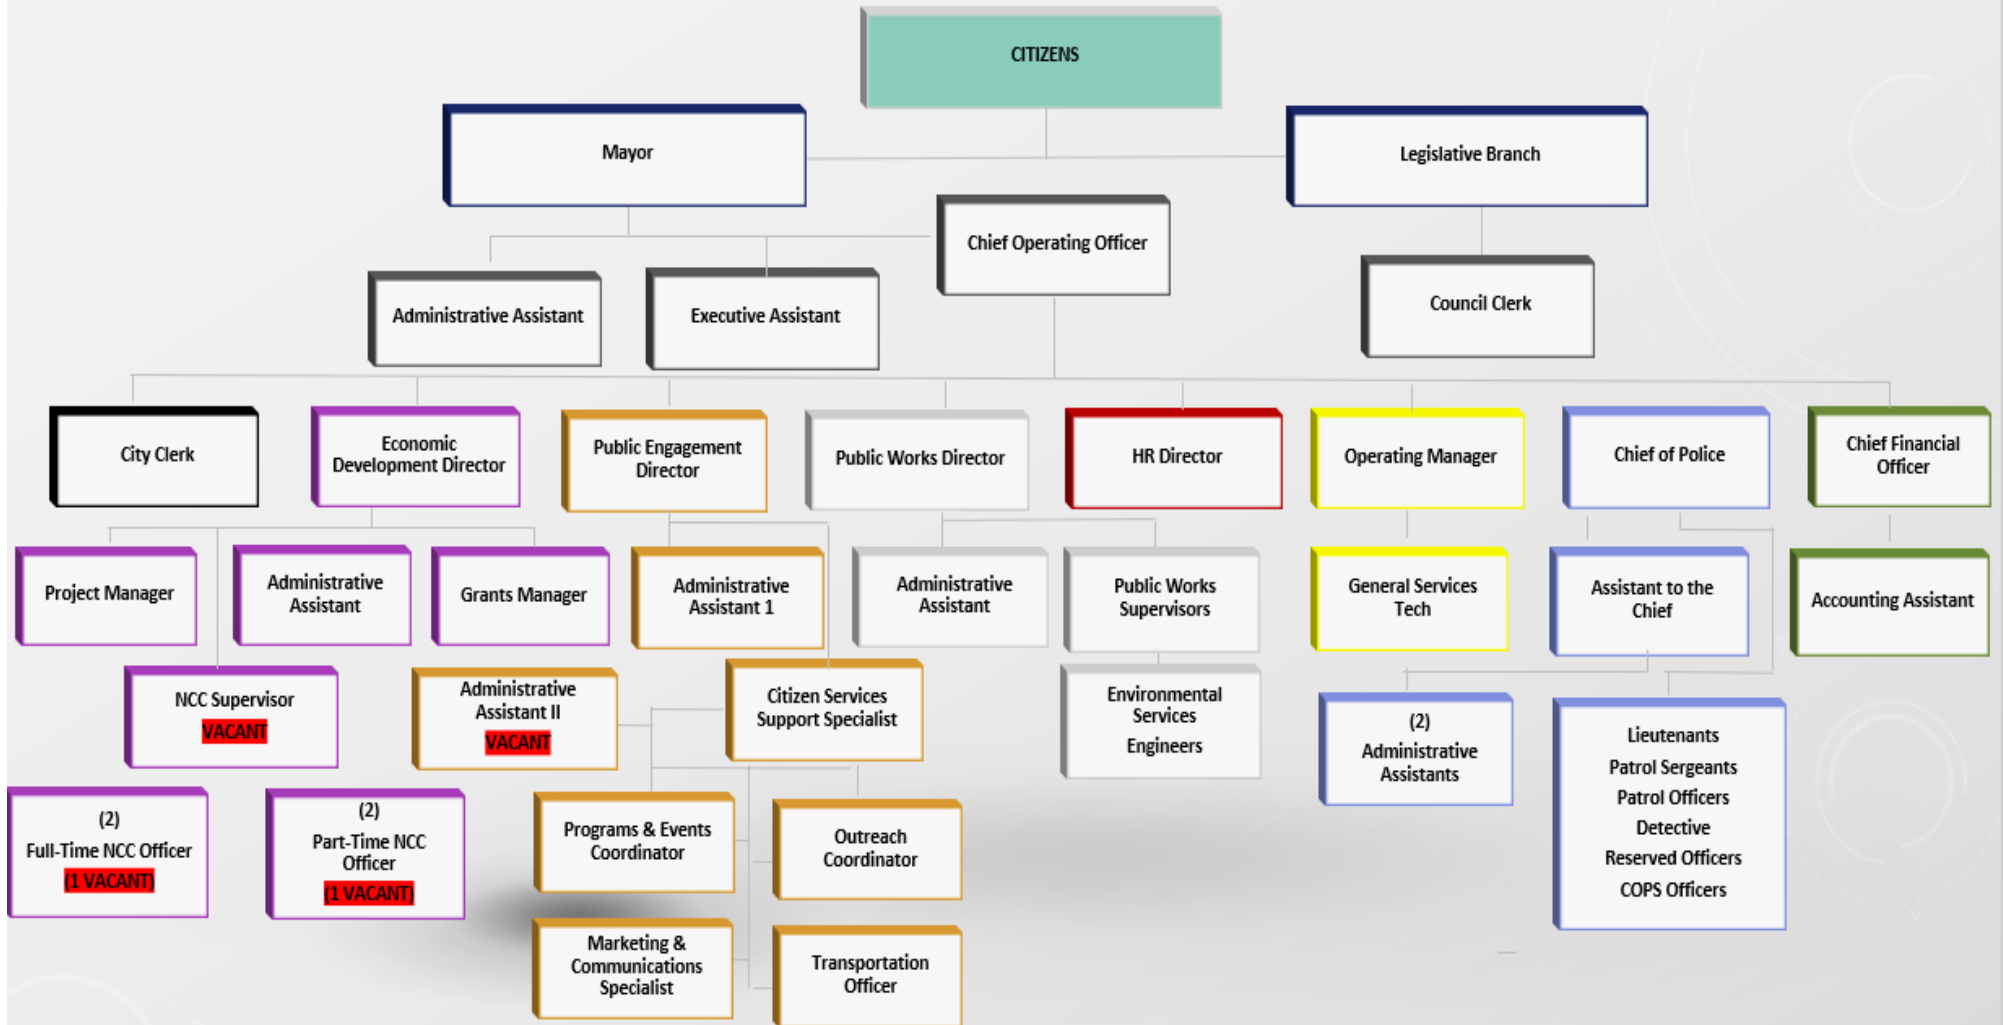 CITIZENS
Mayor
Legislative Branch
Chief Operating Officer
Administrative Assistant
Executive Assistant
Council Clerk
City Clerk
Economic
Development Director
Public Engagement
Director
Public Works Director
HR Director
Operating Manager
Chief of Police
Chief Financial
Officer
Project Manager
Administrative
Assistant
Grants Manager
Administrative
Assistant 1
Administrative
Assistant
Public Works
Supervisors
General Services
Tech
Assistant to the
Chief
Accounting Assistant
NCC Supervisor
VACANT
Administrative
Assistant II
VACANT
Citizen Services
Support Specialist
Environmental
Services
Engineers
(2)
Administrative
Assistants
Lieutenants
Patrol Sergeants
Patrol Officers
Detective
Reserved Officers
COPS Officers
(2)
Full-Time NCC Officer
(1 VACANT)
(2)
Part-Time NCC
Officer
(1 VACANT)
Programs & Events
Coordinator
Outreach
Coordinator
Marketing &
Communications
Specialist
Transportation
Officer